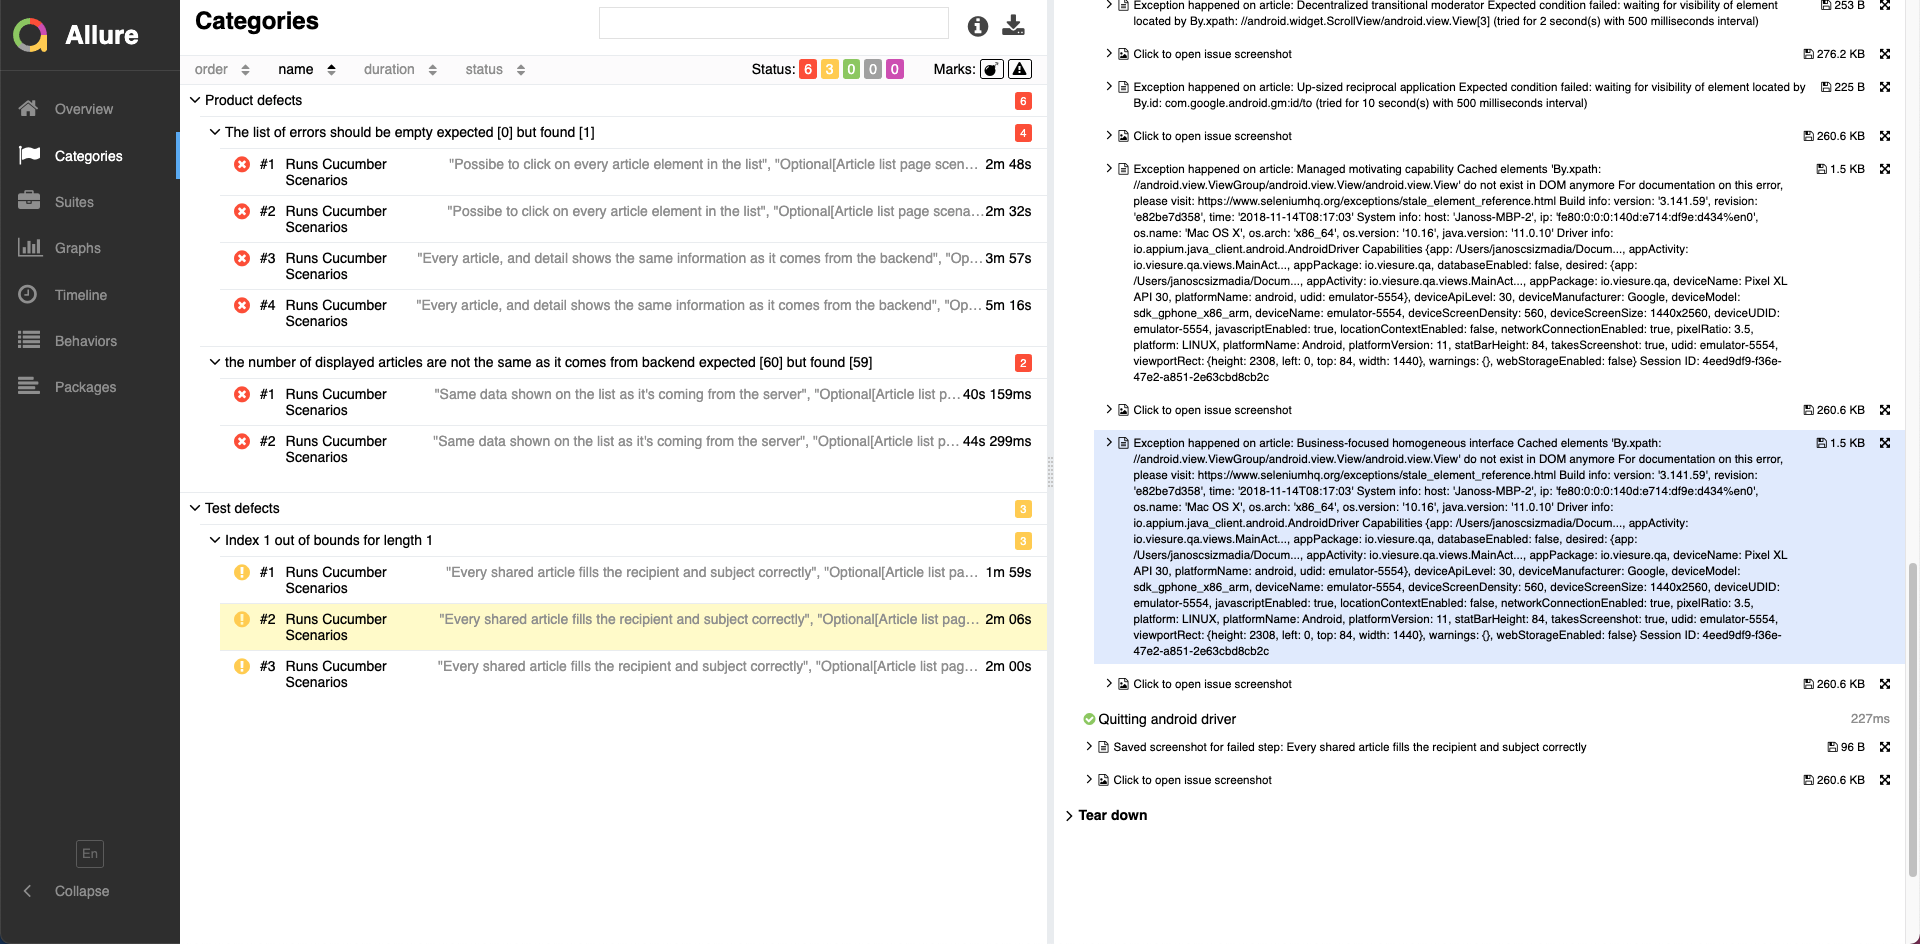 Allure
Overview
Categories
Suites
Graphs
Timeline
Behaviors
Packages
En
Collapse
Categories
order name duration status Status: 6 3 0 0 0 Marks:
Product defects 6
The list of errors should be empty expected [0] but found [1] 4
#1 Runs Cucumber Scenarios "Possibe to click on every article element in the list", "Optional[Article list page scen... 2m 48s
#2 Runs Cucumber Scenarios "Possibe to click on every article element in the list", "Optional[Article list page scena... 2m 32s
#3 Runs Cucumber Scenarios "Every article, and detail shows the same information as it comes from the backend", "Op... 3m 57s
#4 Runs Cucumber Scenarios "Every article, and detail shows the same information as it comes from the backend", "Op... 5m 16s
the number of displayed articles are not the same as it comes from backend expected [60] but found [59] 2
#1 Runs Cucumber Scenarios "Same data shown on the list as it's coming from the server", "Optional[Article list p... 40s 159ms
#2 Runs Cucumber Scenarios "Same data shown on the list as it's coming from the server", "Optional[Article list p... 44s 299ms
Test defects 3
Index 1 out of bounds for length 1 3
#1 Runs Cucumber Scenarios "Every shared article fills the recipient and subject correctly", "Optional[Article list pa... 1m 59s
#2 Runs Cucumber Scenarios "Every shared article fills the recipient and subject correctly", "Optional[Article list pag... 2m 06s
#3 Runs Cucumber Scenarios "Every shared article fills the recipient and subject correctly", "Optional[Article list pag... 2m 00s
Exception happened on article: Decentralized transitional moderator Expected condition failed: waiting for visibility of element 253 B
located by By.xpath: //android.widget.ScrollView/android.view.View[3] (tried for 2 second(s) with 500 milliseconds interval)
Click to open issue screenshot 276.2 KB
Exception happened on article: Up-sized reciprocal application Expected condition failed: waiting for visibility of element located by 225 B
By.id: com.google.android.gm:id/to (tried for 10 second(s) with 500 milliseconds interval)
Click to open issue screenshot 260.6 KB
Exception happened on article: Managed motivating capability Cached elements 'By.xpath: 1.5 KB
//android.view.ViewGroup/android.view.View/android.view.View' do not exist in DOM anymore For documentation on this error,
please visit: https://www.seleniumhq.org/exceptions/stale_element_reference.html Build info: version: '3.141.59', revision:
'e82be7d358', time: '2018-11-14T08:17:03' System info: host: 'Janoss-MBP-2', ip: 'fe80:0:0:0:140d:e714:df9e:d434%en0',
os.name: 'Mac OS X', os.arch: 'x86_64', os.version: '10.16', java.version: '11.0.10' Driver info:
io.appium.java_client.android.AndroidDriver Capabilities {app: /Users/janoscsizmadia/Docum..., appActivity:
io.viesure.qa.views.MainAct..., appPackage: io.viesure.qa, databaseEnabled: false, desired: {app:
/Users/janoscsizmadia/Docum..., appActivity: io.viesure.qa.views.MainAct..., appPackage: io.viesure.qa, deviceName: Pixel XL
API 30, platformName: android, udid: emulator-5554}, deviceApiLevel: 30, deviceManufacturer: Google, deviceModel:
sdk_gphone_x86_arm, deviceName: emulator-5554, deviceScreenDensity: 560, deviceScreenSize: 1440x2560, deviceUDID:
emulator-5554, javascriptEnabled: true, locationContextEnabled: false, networkConnectionEnabled: true, pixelRatio: 3.5,
platform: LINUX, platformName: Android, platformVersion: 11, statBarHeight: 84, takesScreenshot: true, udid: emulator-5554,
viewportRect: {height: 2308, left: 0, top: 84, width: 1440}, warnings: {}, webStorageEnabled: false} Session ID: 4eed9df9-f36e-
47e2-a851-2e63cbd8cb2c
Click to open issue screenshot 260.6 KB
Exception happened on article: Business-focused homogeneous interface Cached elements 'By.xpath: 1.5 KB
//android.view.ViewGroup/android.view.View/android.view.View' do not exist in DOM anymore For documentation on this error,
please visit: https://www.seleniumhq.org/exceptions/stale_element_reference.html Build info: version: '3.141.59', revision:
'e82be7d358', time: '2018-11-14T08:17:03' System info: host: 'Janoss-MBP-2', ip: 'fe80:0:0:0:140d:e714:df9e:d434%en0',
os.name: 'Mac OS X', os.arch: 'x86_64', os.version: '10.16', java.version: '11.0.10' Driver info:
io.appium.java_client.android.AndroidDriver Capabilities {app: /Users/janoscsizmadia/Docum..., appActivity:
io.viesure.qa.views.MainAct..., appPackage: io.viesure.qa, databaseEnabled: false, desired: {app:
/Users/janoscsizmadia/Docum..., appActivity: io.viesure.qa.views.MainAct..., appPackage: io.viesure.qa, deviceName: Pixel XL
API 30, platformName: android, udid: emulator-5554}, deviceApiLevel: 30, deviceManufacturer: Google, deviceModel:
sdk_gphone_x86_arm, deviceName: emulator-5554, deviceScreenDensity: 560, deviceScreenSize: 1440x2560, deviceUDID:
emulator-5554, javascriptEnabled: true, locationContextEnabled: false, networkConnectionEnabled: true, pixelRatio: 3.5,
platform: LINUX, platformName: Android, platformVersion: 11, statBarHeight: 84, takesScreenshot: true, udid: emulator-5554,
viewportRect: {height: 2308, left: 0, top: 84, width: 1440}, warnings: {}, webStorageEnabled: false} Session ID: 4eed9df9-f36e-
47e2-a851-2e63cbd8cb2c
Click to open issue screenshot 260.6 KB
Quitting android driver 227ms
Saved screenshot for failed step: Every shared article fills the recipient and subject correctly 96 B
Click to open issue screenshot 260.6 KB
Tear down